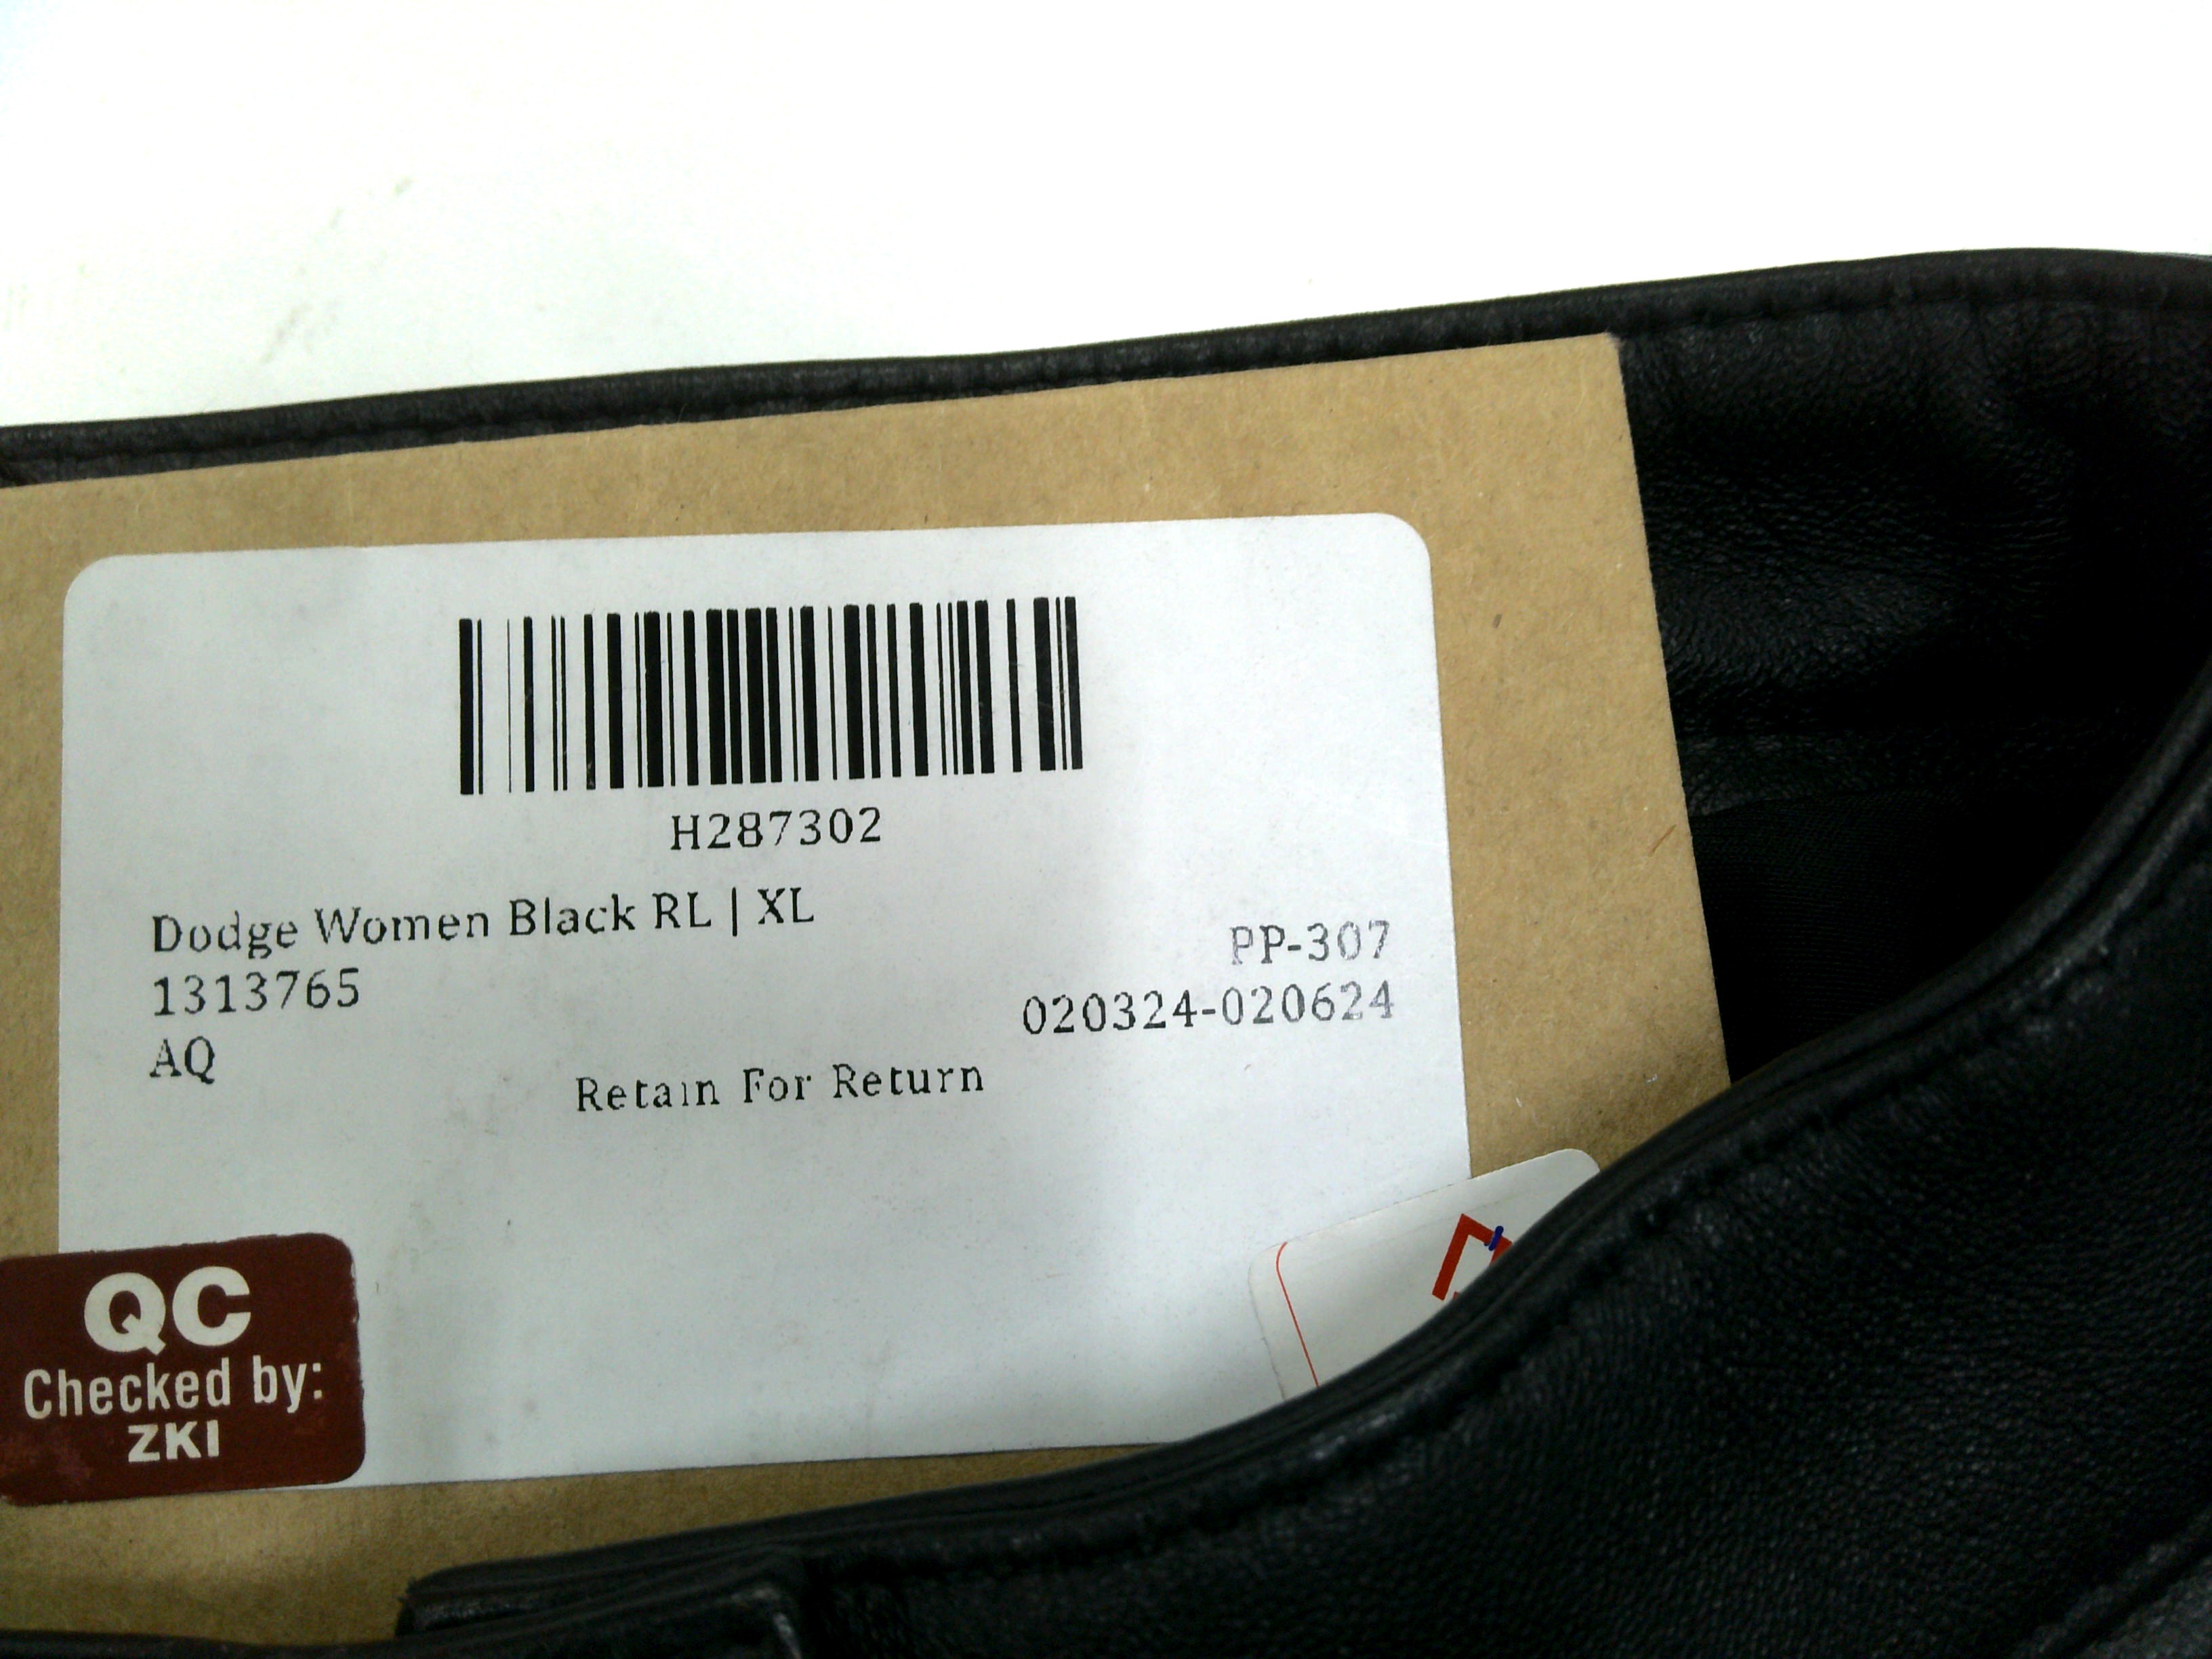 H287302
Dodge Women Black RL | XL
PP-307
1313765
020324-020624
AQ
Retain For Return
QC
Checked by:
ZKI